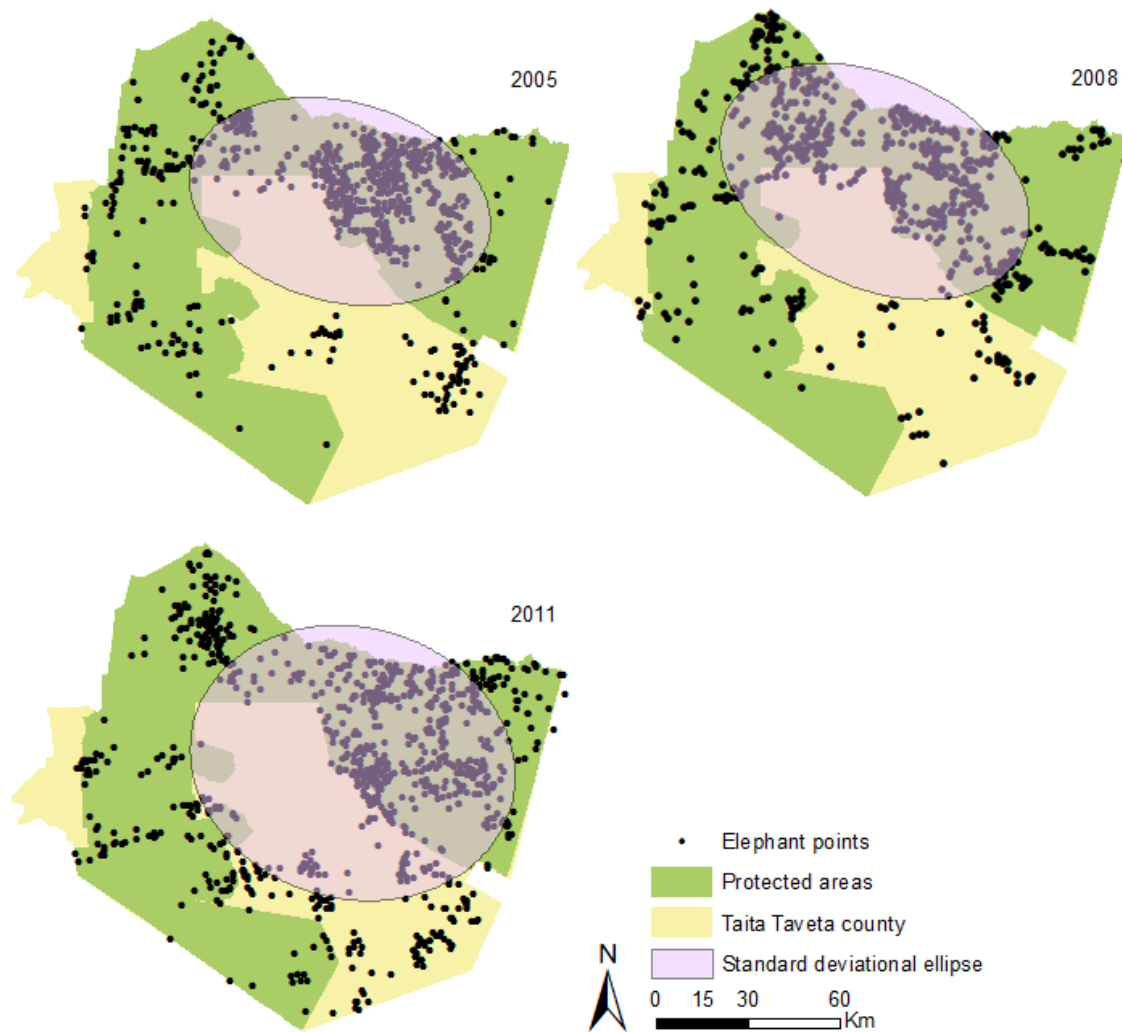 2005
2008
2011
Elephant points
Protected areas
Taita Taveta county
Standard deviational ellipse
N
0 15 30 60
Km